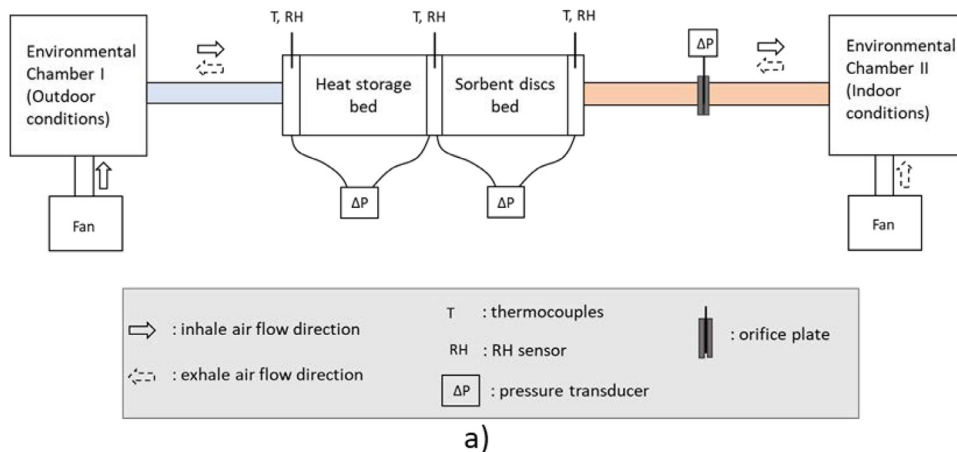 T, RH
T, RH
T, RH
Environmental
Chamber I
(Outdoor
conditions)
Heat storage
bed
Sorbent discs
bed
ΔP
Environmental
Chamber II
(Indoor
conditions)
ΔP
ΔP
Fan
Fan
: inhale air flow direction
: exhale air flow direction
T : thermocouples
RH : RH sensor
ΔP : pressure transducer
: orifice plate
a)